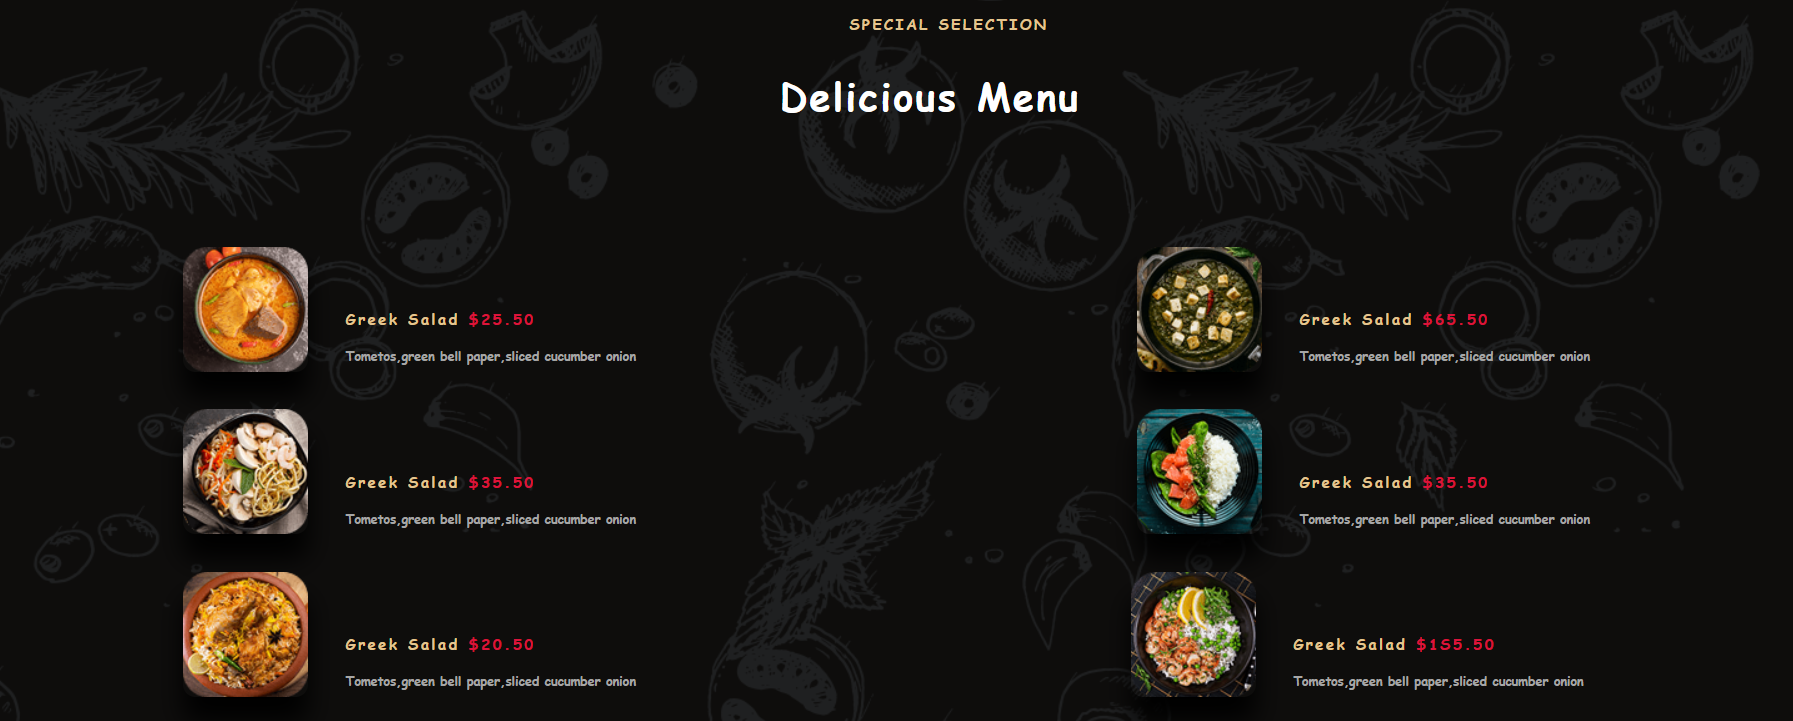 SPECIAL SELECTION
Delicious Menu
Greek Salad $25.50
Tometos,green bell paper,sliced cucumber onion
Greek Salad $65.50
Tometos,green bell paper,sliced cucumber onion
Greek Salad $35.50
Tometos,green bell paper,sliced cucumber onion
Greek Salad $35.50
Tometos,green bell paper,sliced cucumber onion
Greek Salad $20.50
Tometos,green bell paper,sliced cucumber onion
Greek Salad $1S5.50
Tometos,green bell paper,sliced cucumber onion